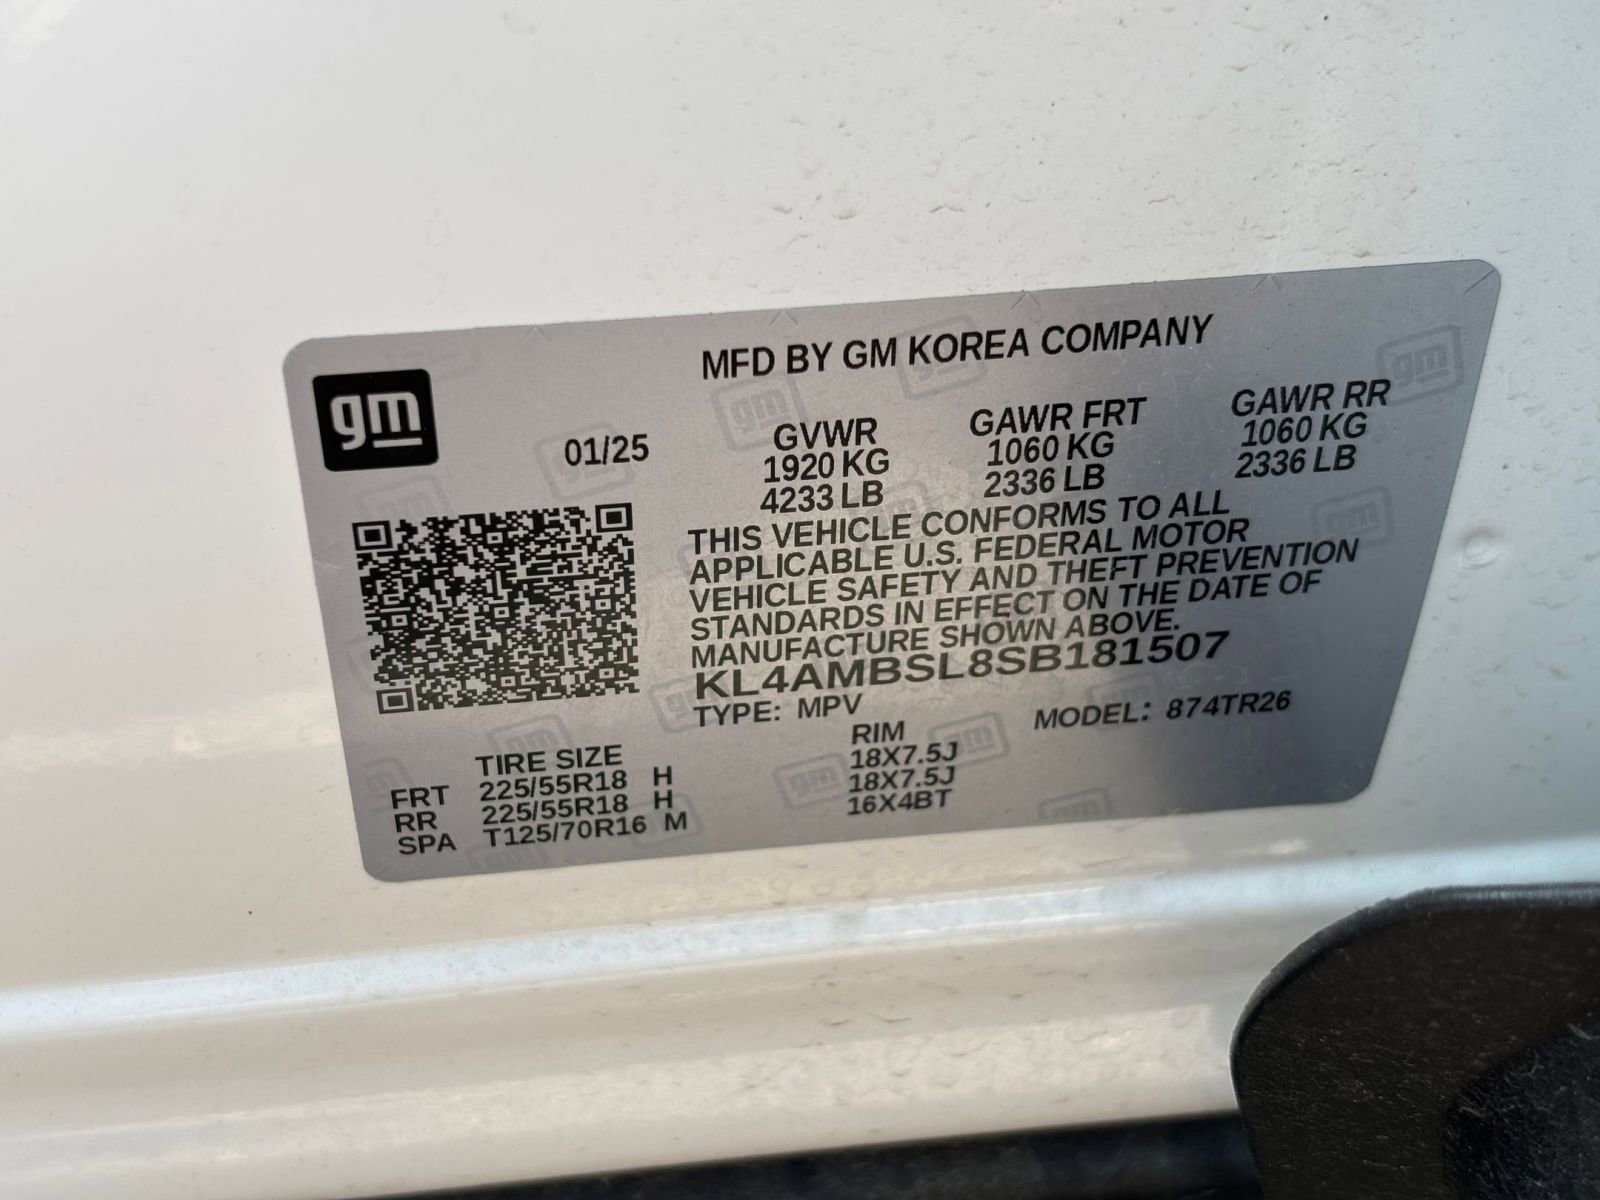 gm
MFD BY GM KOREA COMPANY
01/25
GVWR GAWR FRT GAWR RR
1920 KG 1060 KG 1060 KG
4233 LB 2336 LB 2336 LB
THIS VEHICLE CONFORMS TO ALL
APPLICABLE U.S. FEDERAL MOTOR
VEHICLE SAFETY AND THEFT PREVENTION
STANDARDS IN EFFECT ON THE DATE OF
MANUFACTURE SHOWN ABOVE.
KL4AMBSL8SB181507
TYPE: MPV MODEL: 874TR26
TIRE SIZE RIM
FRT 225/55R18 H 18X7.5J
RR 225/55R18 H 18X7.5J
SPA T125/70R16 M 16X4BT